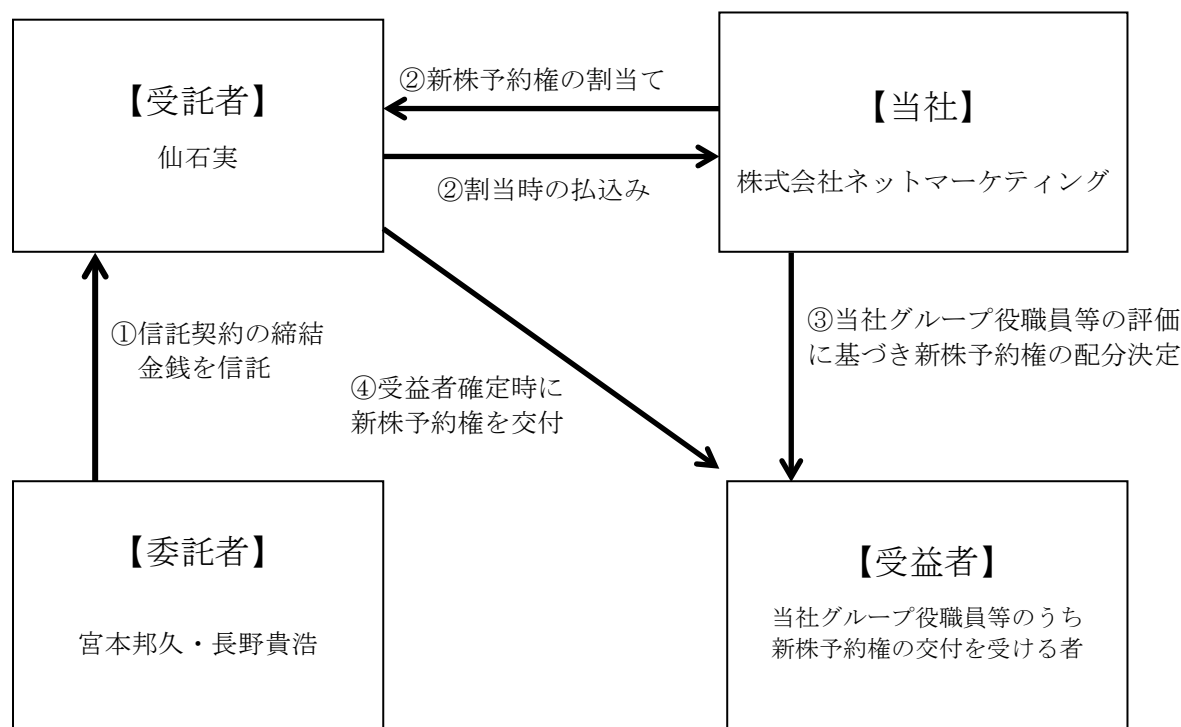 【受託者】
仙石実
②新株予約権の割当て
②割当時の払込み
【当社】
株式会社ネットマーケティング
①信託契約の締結
金銭を信託
④受益者確定時に
新株予約権を交付
③当社グループ役職員等の評価
に基づき新株予約権の配分決定
【委託者】
宮本邦久・長野貴浩
【受益者】
当社グループ役職員等のうち
新株予約権の交付を受ける者